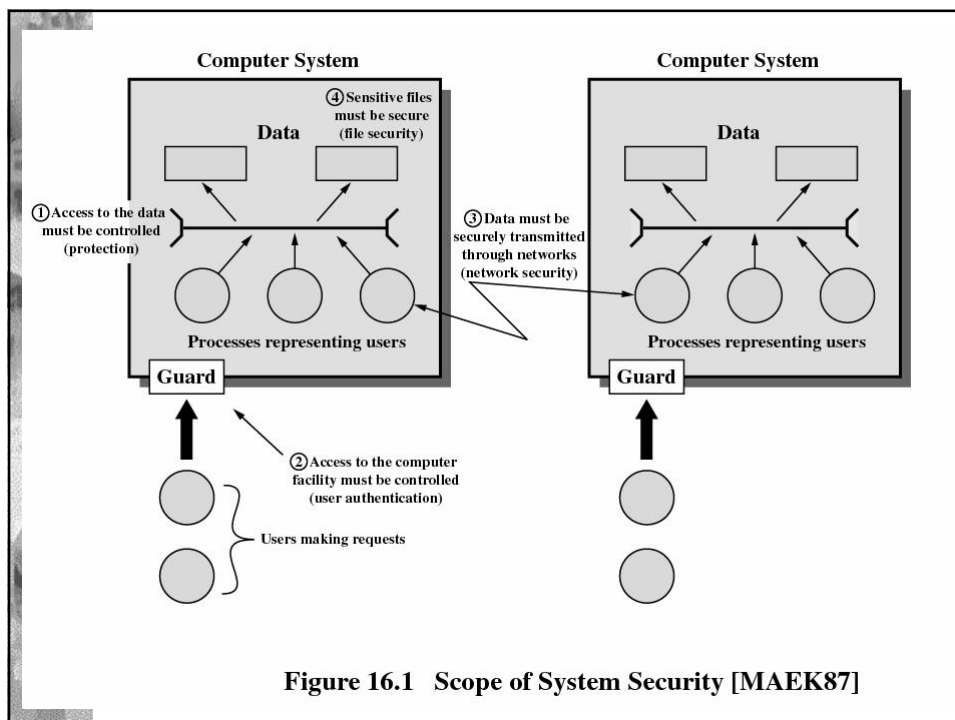 Computer System
④ Sensitive files
must be secure
(file security)
Data
① Access to the data
must be controlled
(protection)
Processes representing users
Guard
② Access to the computer
facility must be controlled
(user authentication)
Users making requests
③ Data must be
securely transmitted
through networks
(network security)
Computer System
Data
Processes representing users
Guard
Figure 16.1 Scope of System Security [MAEK87]